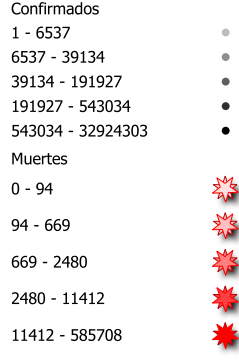 Confirmados
1 - 6537
6537 - 39134
39134 - 191927
191927 - 543034
543034 - 32924303
Muertes
0 - 94
94 - 669
669 - 2480
2480 - 11412
11412 - 585708